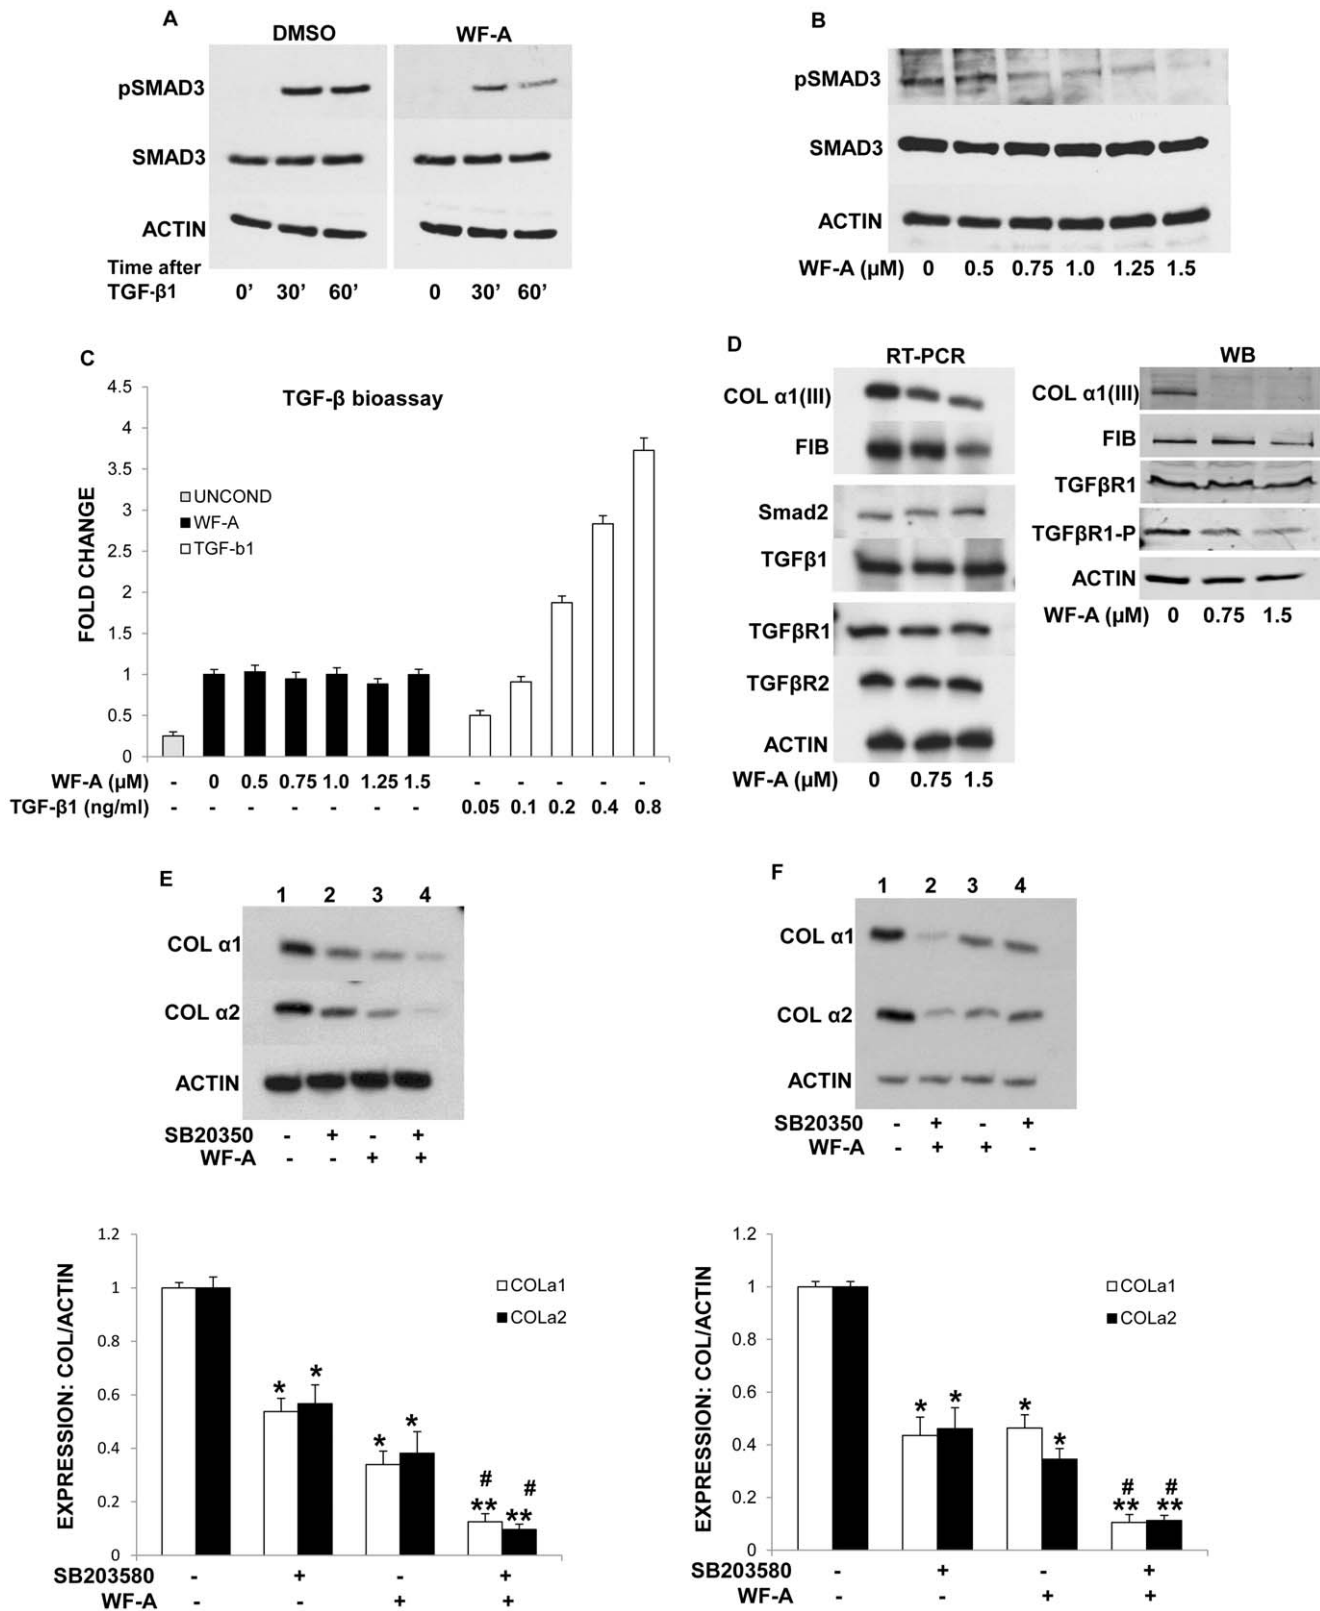 A
DMSO WF-A
pSMAD3
SMAD3
ACTIN
Time after
TGF-β1 0' 30' 60' 0 30' 60'
B
pSMAD3
SMAD3
ACTIN
WF-A (µM) 0 0.5 0.75 1.0 1.25 1.5
C
TGF-β bioassay
FOLD CHANGE
4.5
4
3.5
3
2.5
2
1.5
1
0.5
0
UNCOND
WF-A
TGF-b1
WF-A (µM) - 0 0.5 0.75 1.0 1.25 1.5 - - - - -
TGF-β1 (ng/ml) - - - - - - - 0.05 0.1 0.2 0.4 0.8
D
RT-PCR
COL α1(III)
FIB
Smad2
TGFβ1
TGFβR1
TGFβR2
ACTIN
WF-A (µM) 0 0.75 1.5
WB
COL α1(III)
FIB
TGFβR1
TGFβR1-P
ACTIN
WF-A (µM) 0 0.75 1.5
E
1 2 3 4
COL α1
COL α2
ACTIN
SB20350 - + - +
WF-A - - + +
EXPRESSION: COL/ACTIN
1.2
1
0.8
0.6
0.4
0.2
0
COLa1
COLa2
* *
* *
# #
** **
SB203580 - + - +
WF-A - - + +
F
1 2 3 4
COL α1
COL α2
ACTIN
SB20350 - + - +
WF-A - + + -
EXPRESSION: COL/ACTIN
1.2
1
0.8
0.6
0.4
0.2
0
COLa1
COLa2
* *
* *
# #
** **
SB203580 - + - +
WF-A - - + +